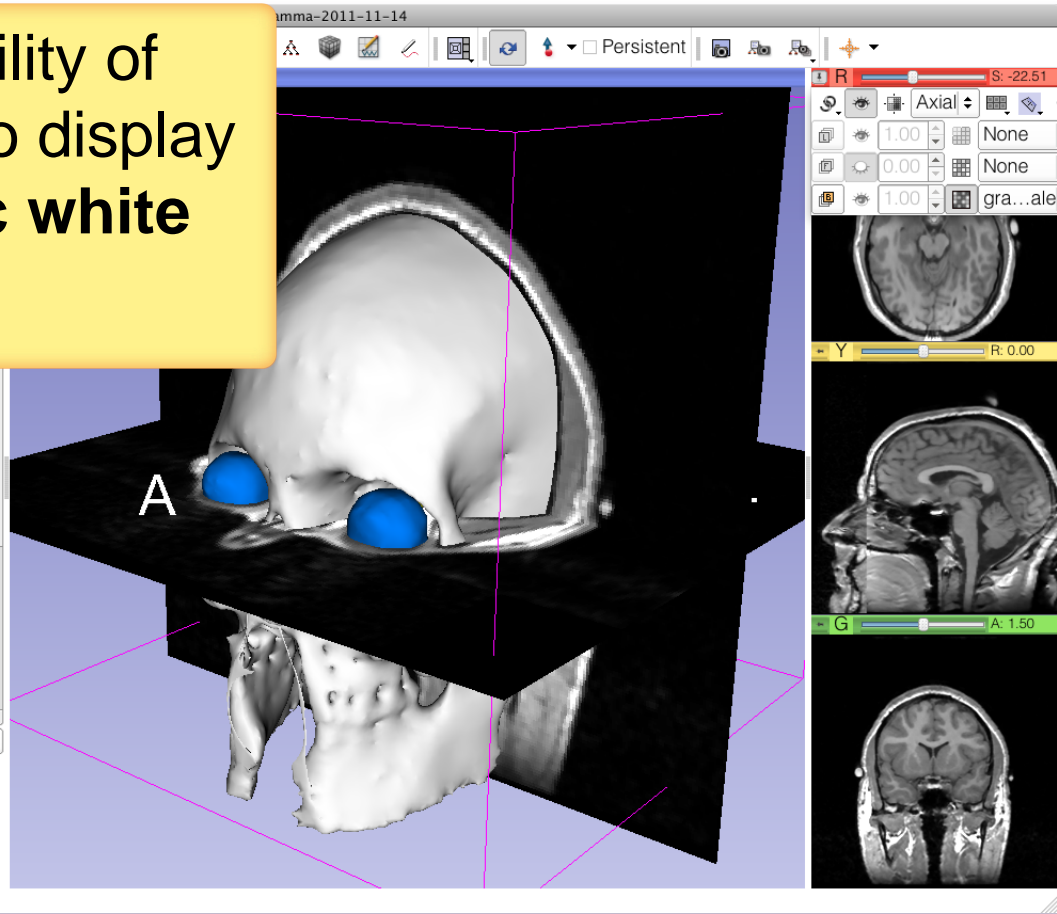 amma-2011-11-14
ility of
o display
c white
Persistent
R S: -22.51
Axial
1.00 None
0.00 None
1.00 gra…ale
Y R: 0.00
A
G A: 1.50